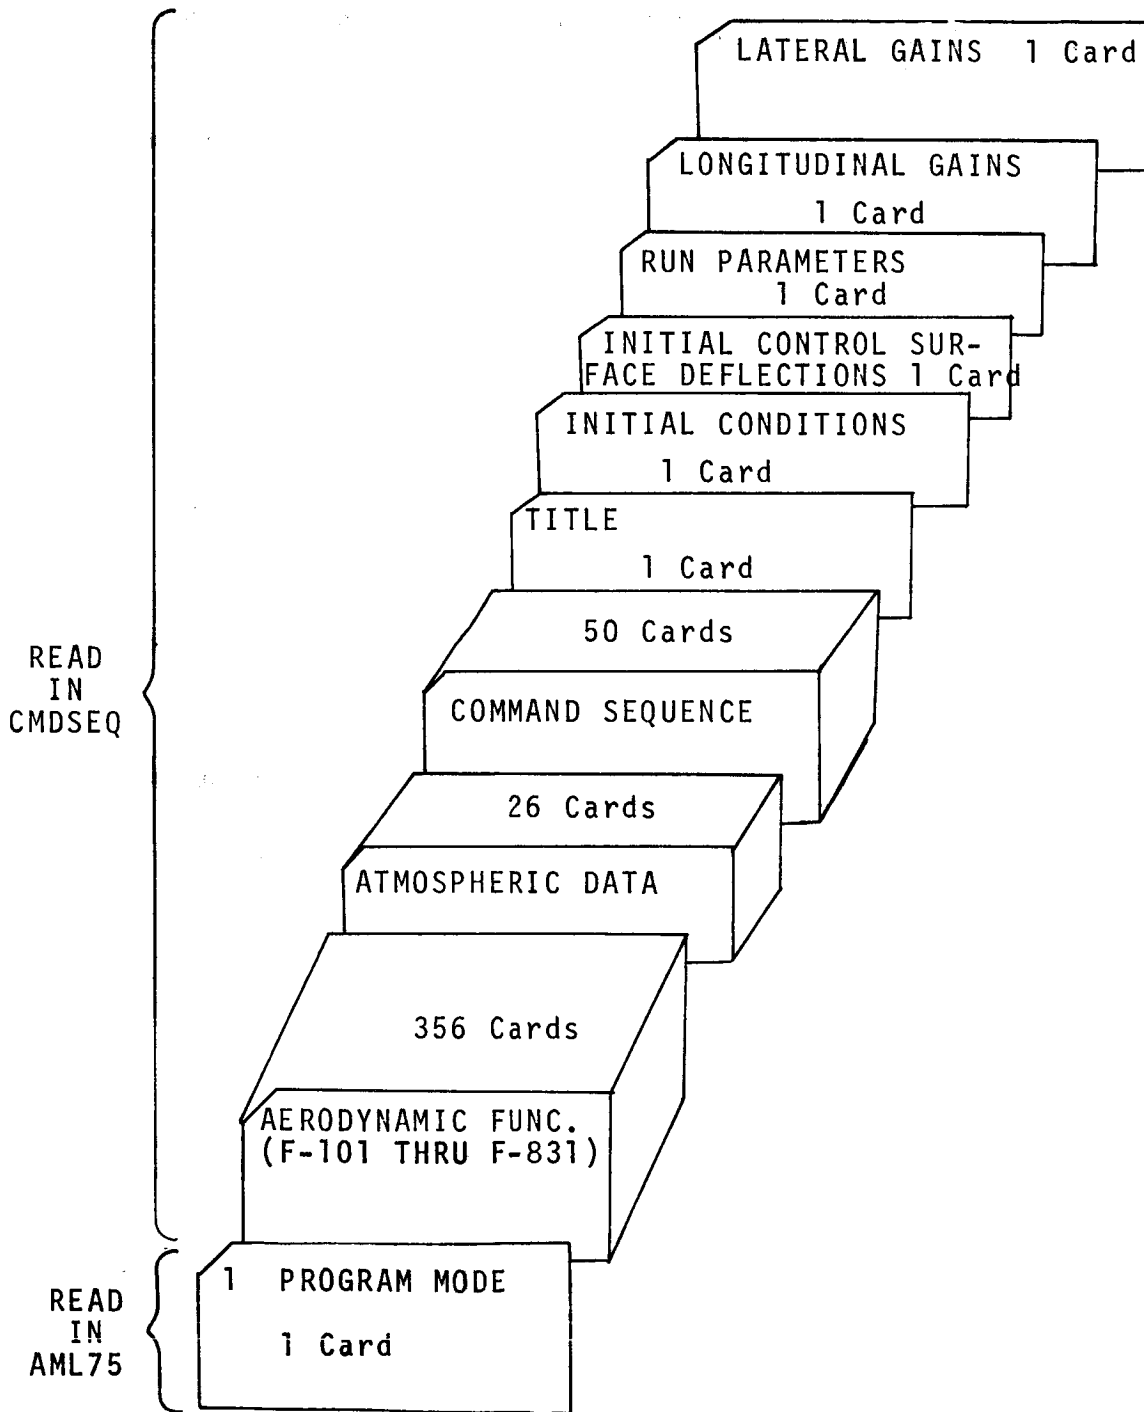 LATERAL GAINS 1 Card
LONGITUDINAL GAINS
1 Card
RUN PARAMETERS
1 Card
INITIAL CONTROL SUR-
FACE DEFLECTIONS 1 Card
INITIAL CONDITIONS
1 Card
TITLE
1 Card
50 Cards
COMMAND SEQUENCE
26 Cards
ATMOSPHERIC DATA
356 Cards
AERODYNAMIC FUNC.
(F-101 THRU F-831)
READ
IN
CMDSEQ
1 PROGRAM MODE
1 Card
READ
IN
AML75